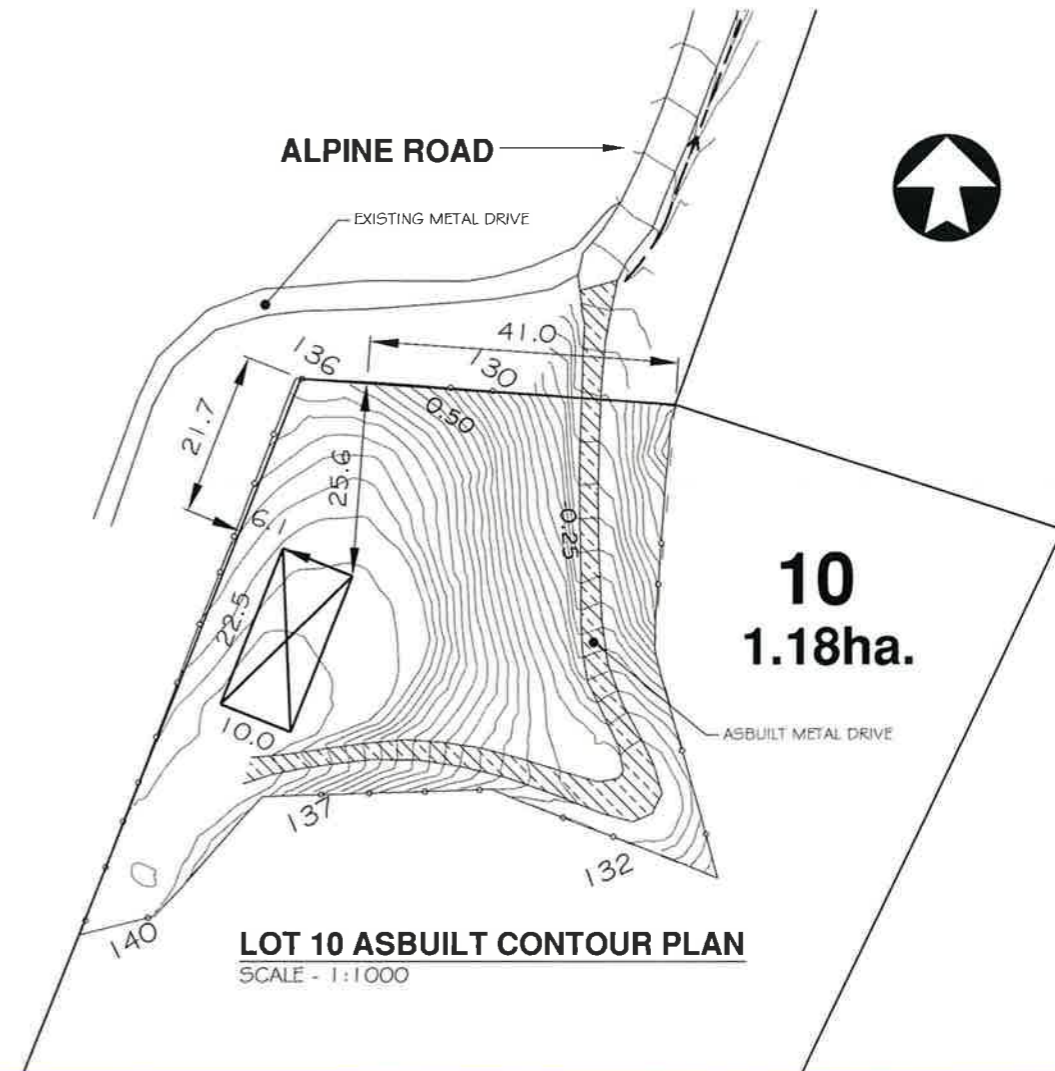 ALPINE ROAD
EXISTING METAL DRIVE
41.0
136
130
21.7
0.50
25.6
6.1
0.25
22.5
10
1.18ha.
10.0
ASBUILT METAL DRIVE
137
132
140
LOT 10 ASBUILT CONTOUR PLAN
SCALE - 1:1000